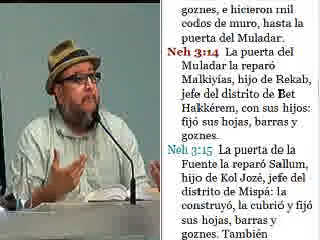 goznes, e hicieron mil
codos de muro, hasta la
puerta del Muladar.
Neh 3:14 La puerta del
Muladar la reparó
Malkiyías, hijo de Rekab,
jefe del distrito de Bet
Hakkérem, con sus hijos:
fijó sus hojas, barras y
goznes.
Neh 3:15 La puerta de la
Fuente la reparó Sallum,
hijo de Kol Jozé, jefe del
distrito de Mispá: la
construyó, la cubrió y fijó
sus hojas, barras y
goznes. También